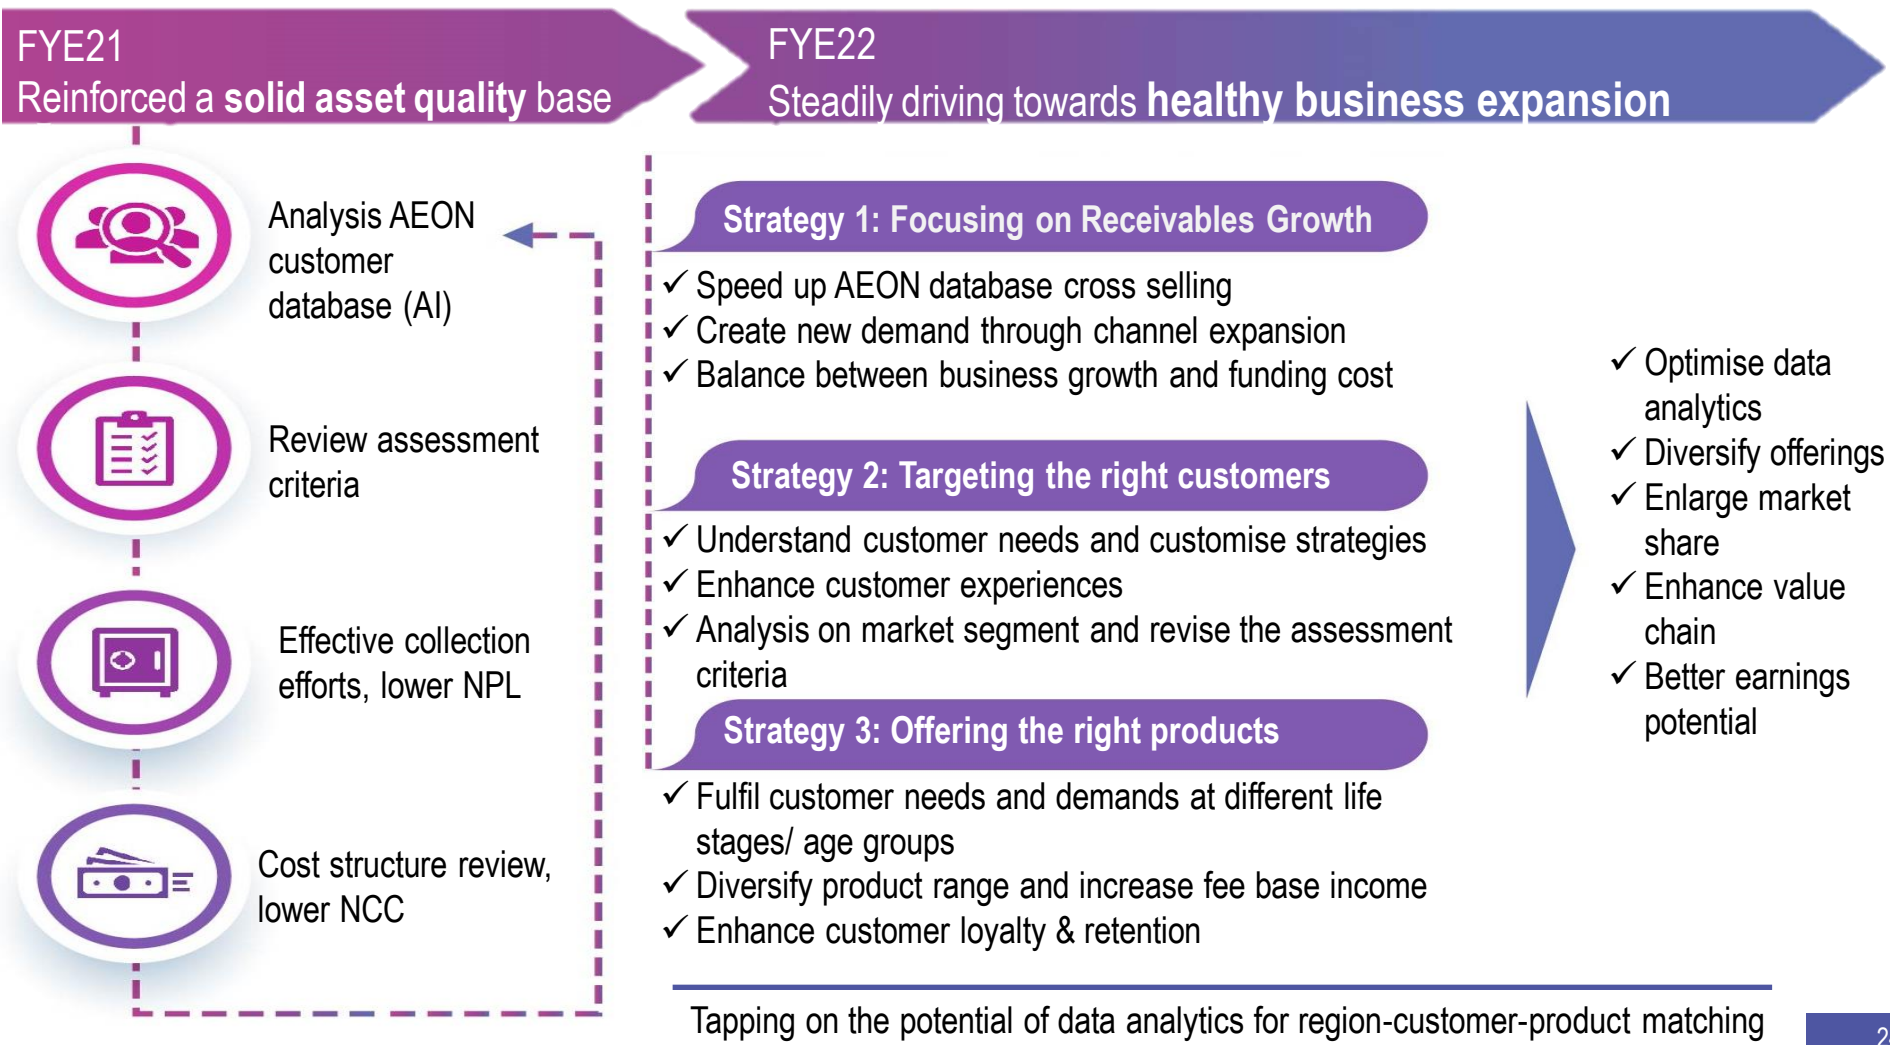 FYE21
Reinforced a solid asset quality base
FYE22
Steadily driving towards healthy business expansion
Analysis AEON
customer
database (AI)
Review assessment
criteria
Effective collection
efforts, lower NPL
Cost structure review,
lower NCC
Strategy 1: Focusing on Receivables Growth
✓ Speed up AEON database cross selling
✓ Create new demand through channel expansion
✓ Balance between business growth and funding cost
Strategy 2: Targeting the right customers
✓ Understand customer needs and customise strategies
✓ Enhance customer experiences
✓ Analysis on market segment and revise the assessment
criteria
Strategy 3: Offering the right products
✓ Fulfil customer needs and demands at different life
stages/ age groups
✓ Diversify product range and increase fee base income
✓ Enhance customer loyalty & retention
✓ Optimise data
analytics
✓ Diversify offerings
✓ Enlarge market
share
✓ Enhance value
chain
✓ Better earnings
potential
Tapping on the potential of data analytics for region-customer-product matching